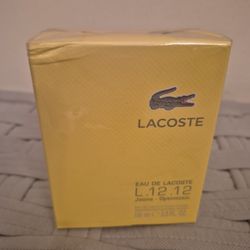 LACOSTE
EAU DE LACOSTE
L.12.12
Jaune - Optimistic